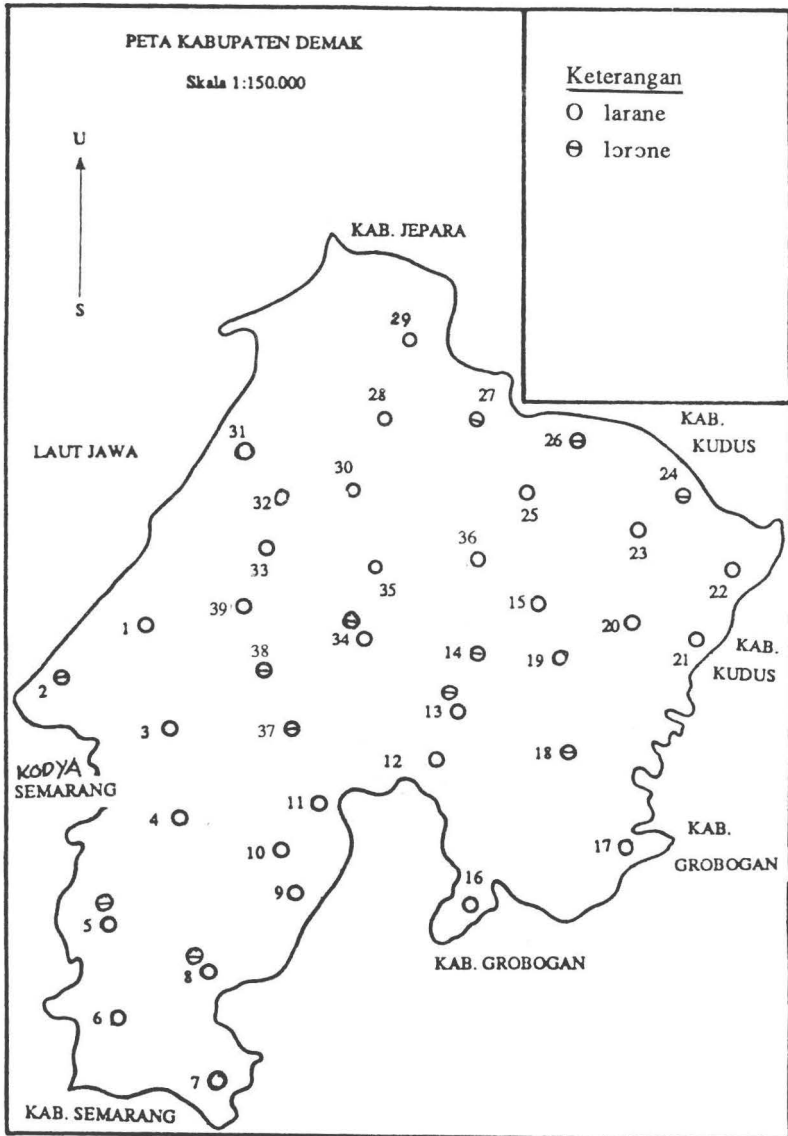 PETA KABUPATEN DEMAK
Skala 1:150.000
Keterangan
larane
lɔrɔne
U
S
KAB. JEPARA
29
28
27
26
KAB.
KUDUS
31
LAUT JAWA
30
24
32
25
23
36
33
35
22
39
15
1
34
20
38
14
19
21
KAB.
KUDUS
2
13
3
37
18
12
KODYA
SEMARANG
11
4
10
17
KAB.
GROBOGAN
9
16
5
KAB. GROBOGAN
8
6
7
KAB. SEMARANG